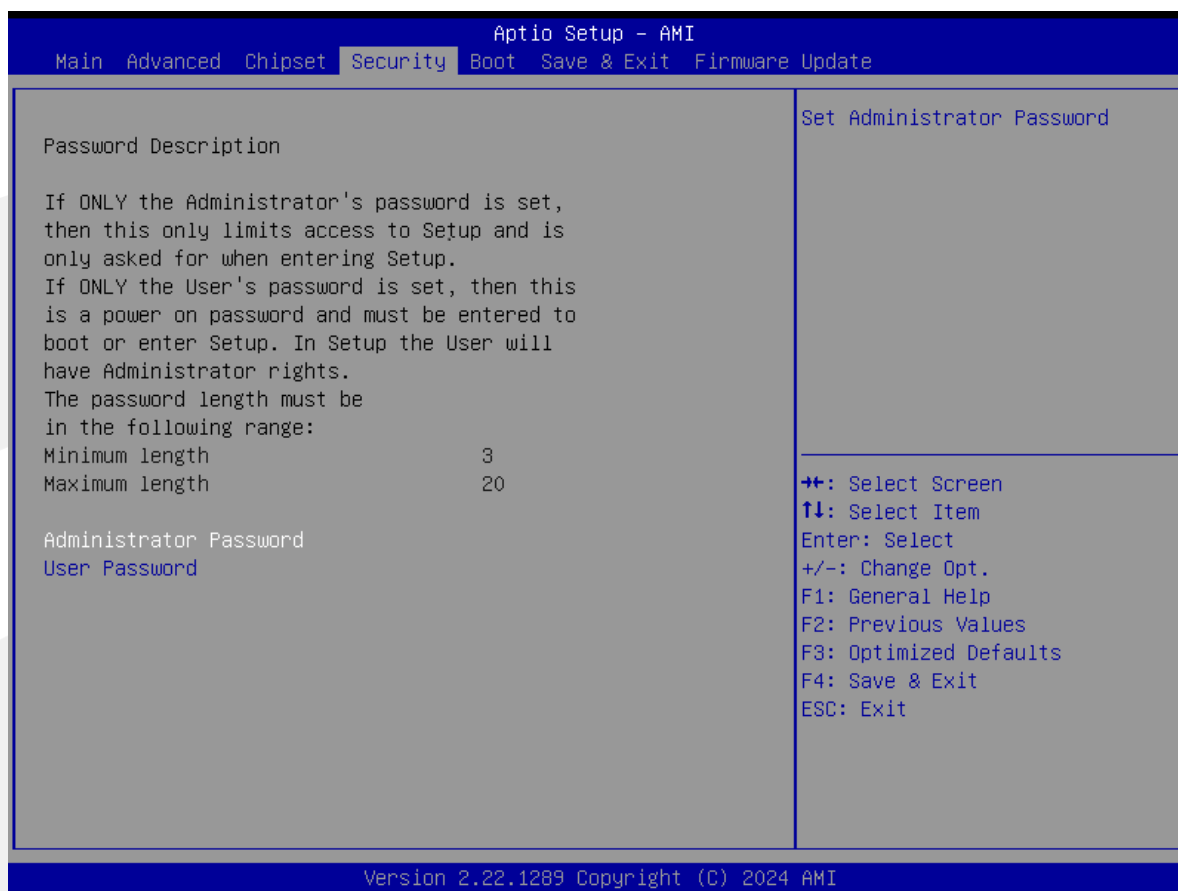 Aptio Setup – AMI
Main Advanced Chipset Security Boot Save & Exit Firmware Update
Password Description
If ONLY the Administrator's password is set,
then this only limits access to Setup and is
only asked for when entering Setup.
If ONLY the User's password is set, then this
is a power on password and must be entered to
boot or enter Setup. In Setup the User will
have Administrator rights.
The password length must be
in the following range:
Minimum length 3
Maximum length 20
Administrator Password
User Password
Set Administrator Password
→←: Select Screen
↑↓: Select Item
Enter: Select
+/-: Change Opt.
F1: General Help
F2: Previous Values
F3: Optimized Defaults
F4: Save & Exit
ESC: Exit
Version 2.22.1289 Copyright (C) 2024 AMI